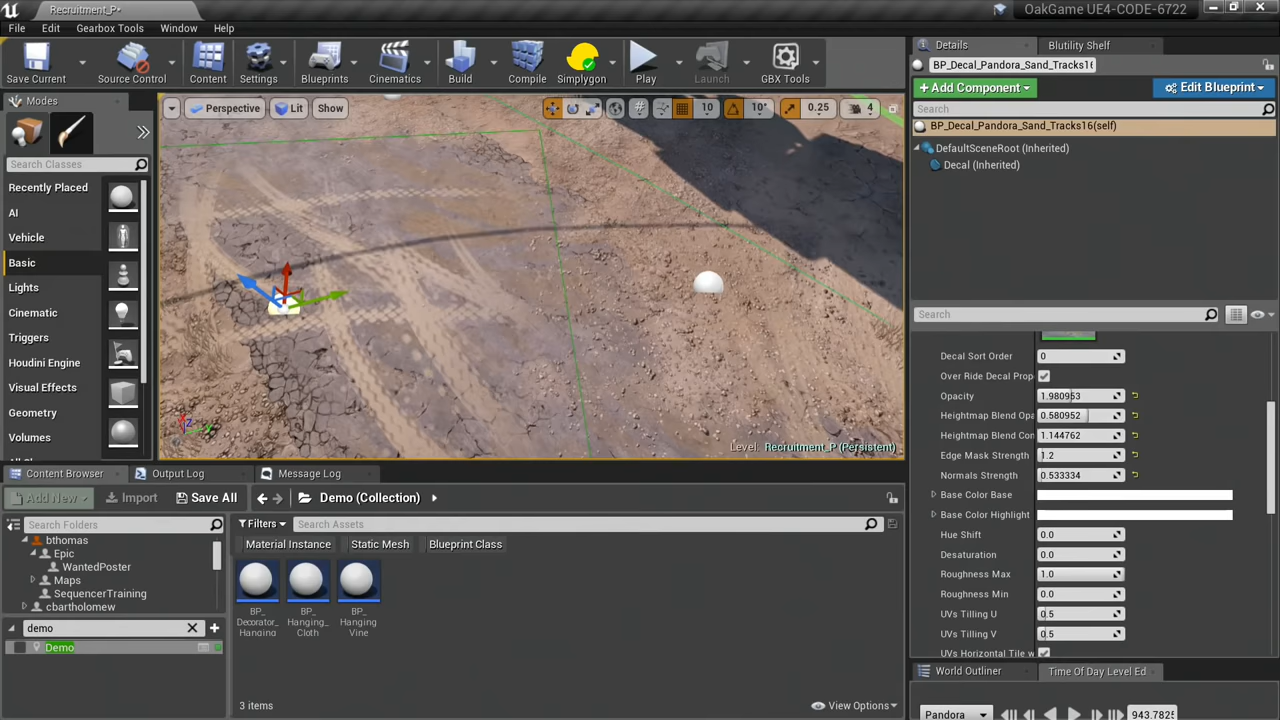 Recruitment_P*
OakGame UE4-CODE-6722
File Edit Gearbox Tools Window Help
Save Current
Source Control
Content
Settings
Blueprints
Cinematics
Build
Compile
Simplygon
Play
Launch
GBX Tools
Modes
Search Classes
Recently Placed
AI
Vehicle
Basic
Lights
Cinematic
Triggers
Houdini Engine
Visual Effects
Geometry
Volumes
Perspective Lit Show
10 10° 0.25 4
Level: Recruitment_P (Persistent)
Details Blutility Shelf
BP_Decal_Pandora_Sand_Tracks16
+ Add Component
Edit Blueprint
Search
BP_Decal_Pandora_Sand_Tracks16(self)
DefaultSceneRoot (Inherited)
Decal (Inherited)
Search
Decal Sort Order 0
Over Ride Decal Prop
Opacity 1.980953
Heightmap Blend Opa 0.580952
Heightmap Blend Con 1.144762
Edge Mask Strength 1.2
Normals Strength 0.533334
Base Color Base
Base Color Highlight
Hue Shift 0.0
Desaturation 0.0
Roughness Max 1.0
Roughness Min 0.0
UVs Tilling U 0.5
UVs Tilling V 0.5
UVs Horizontal Tile w
World Outliner Time Of Day Level Ed
Pandora 943.7825
Content Browser Output Log Message Log
Add New Import Save All Demo (Collection)
Search Folders
bthomas
Epic
WantedPoster
Maps
SequencerTraining
cbartholomew
demo
Demo
Filters Search Assets
Material Instance Static Mesh Blueprint Class
BP_
Decorator_
Hanging
BP_
Hanging_
Cloth
BP_
Hanging
Vine
3 items
View Options